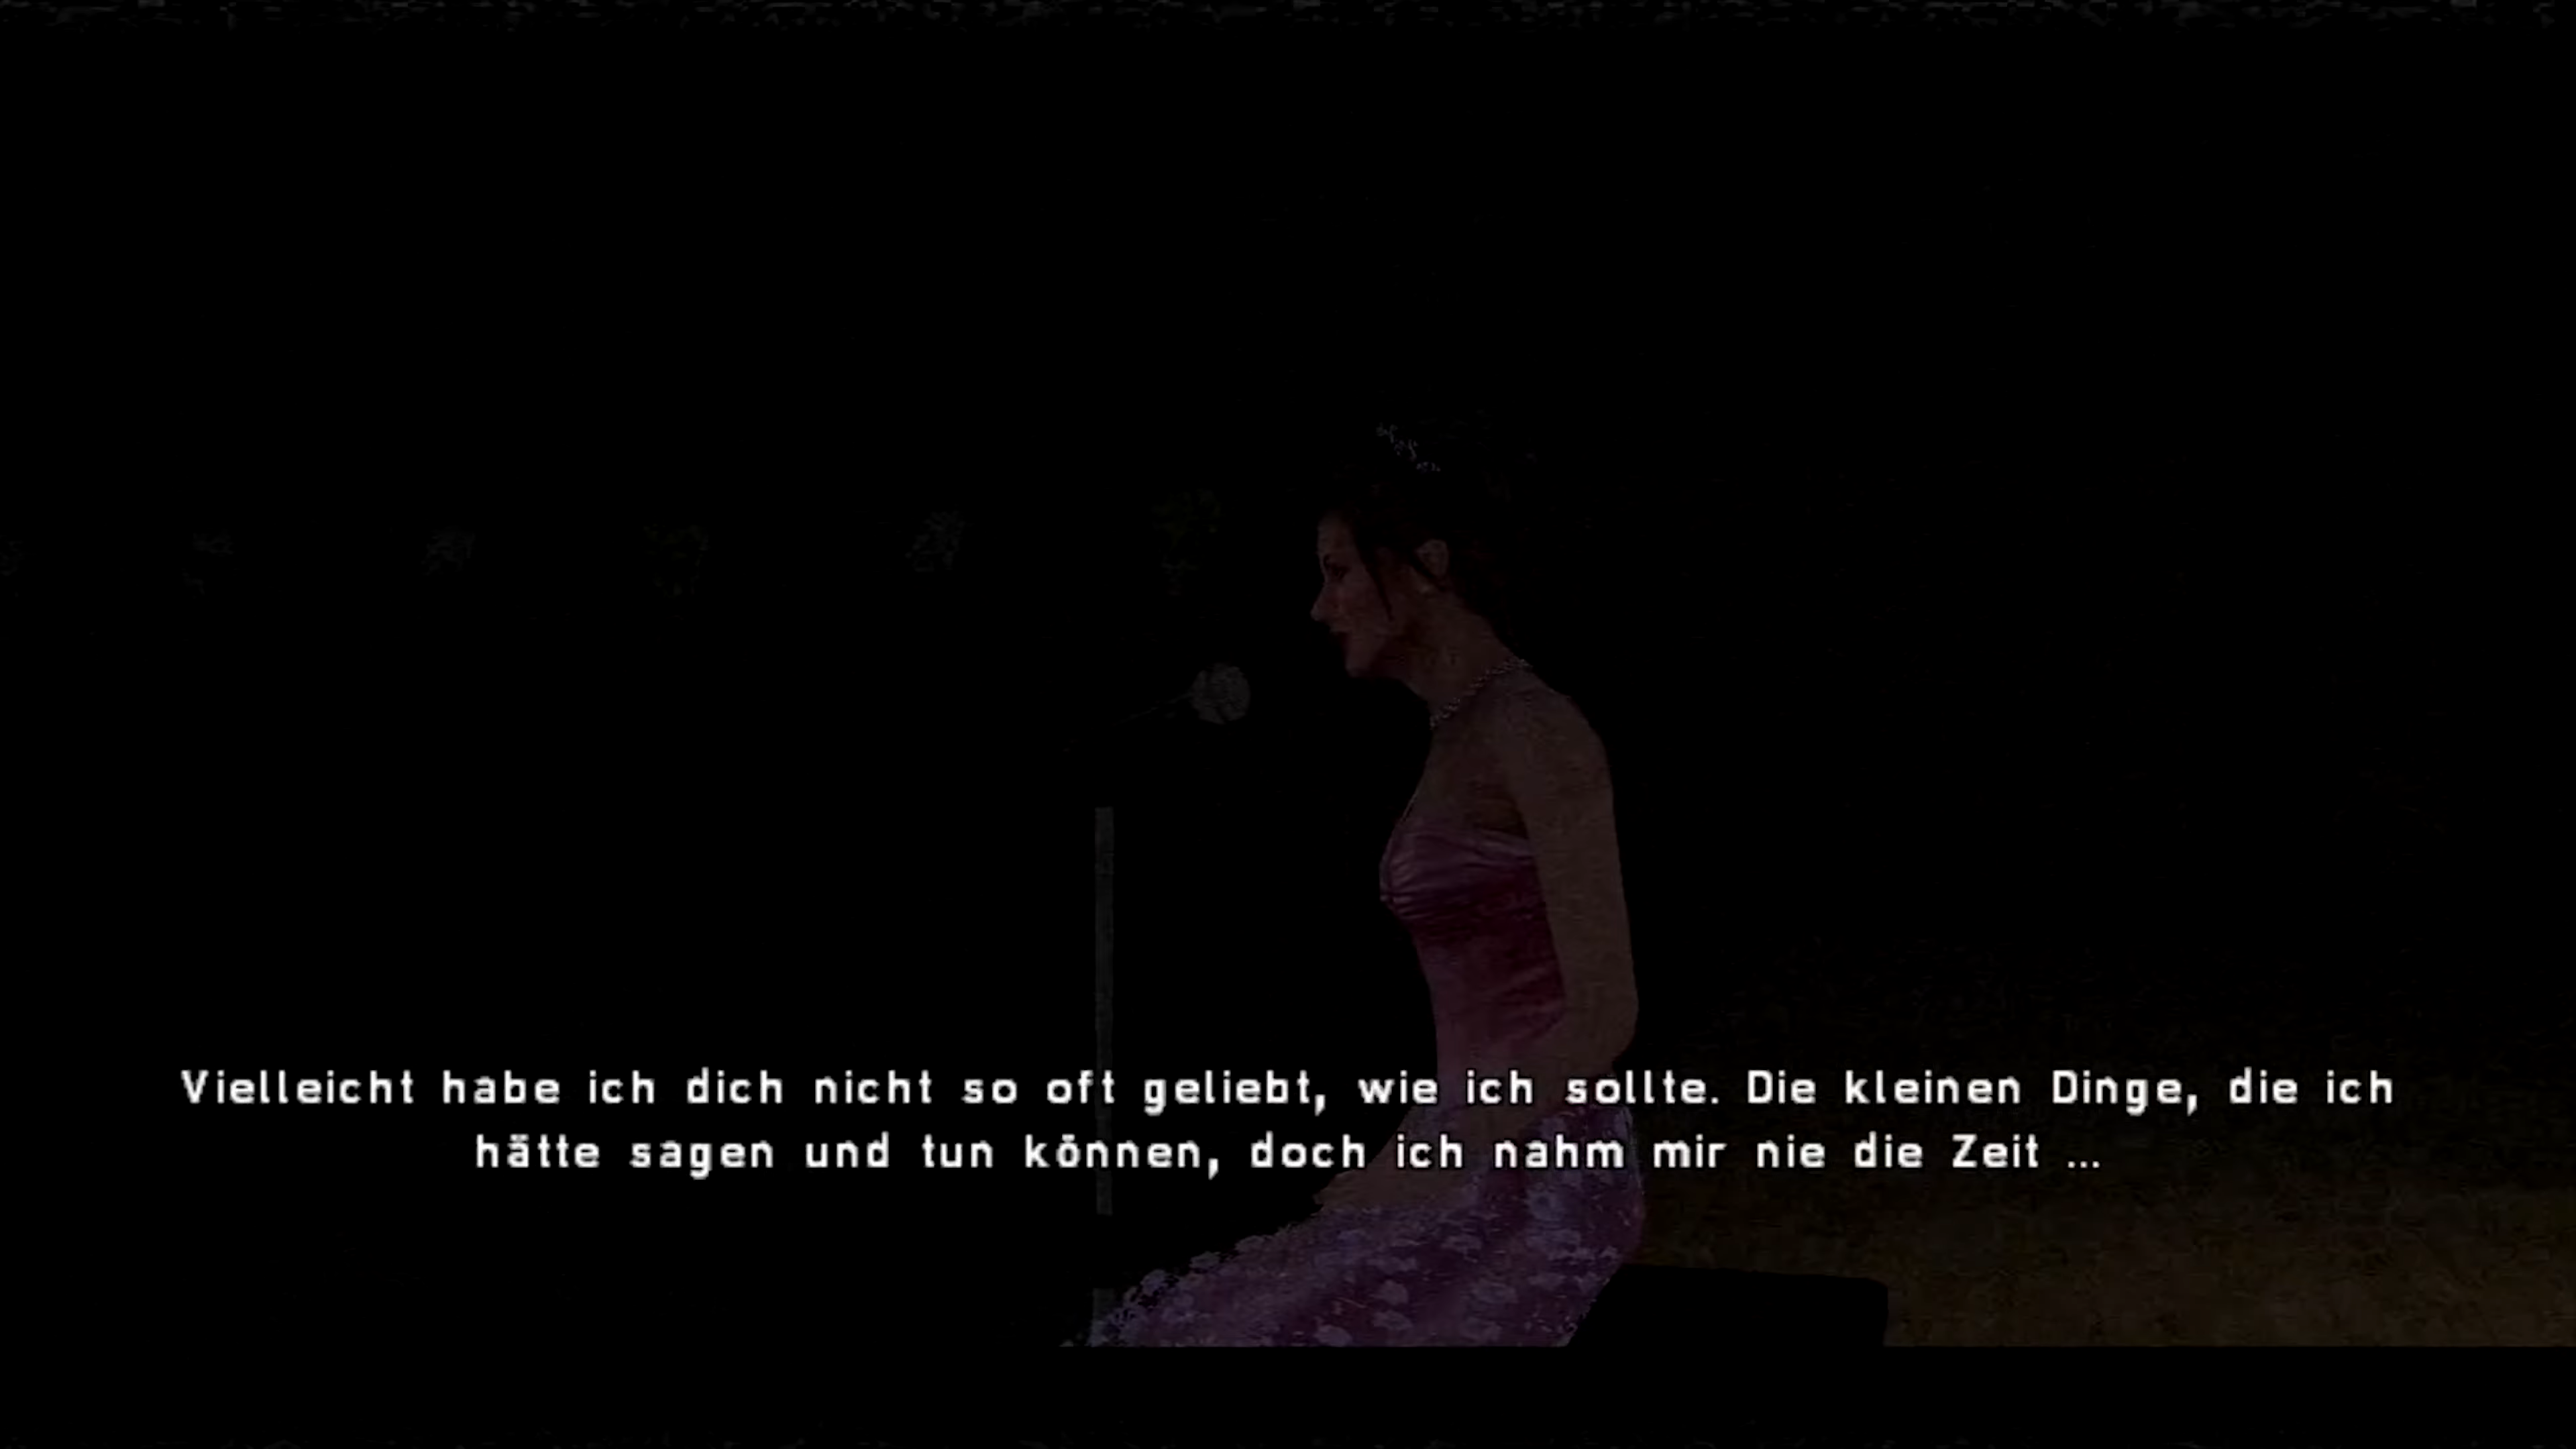 Vielleicht habe ich dich nicht so oft geliebt, wie ich sollte. Die kleinen Dinge, die ich
hätte sagen und tun können, doch ich nahm mir nie die Zeit ...